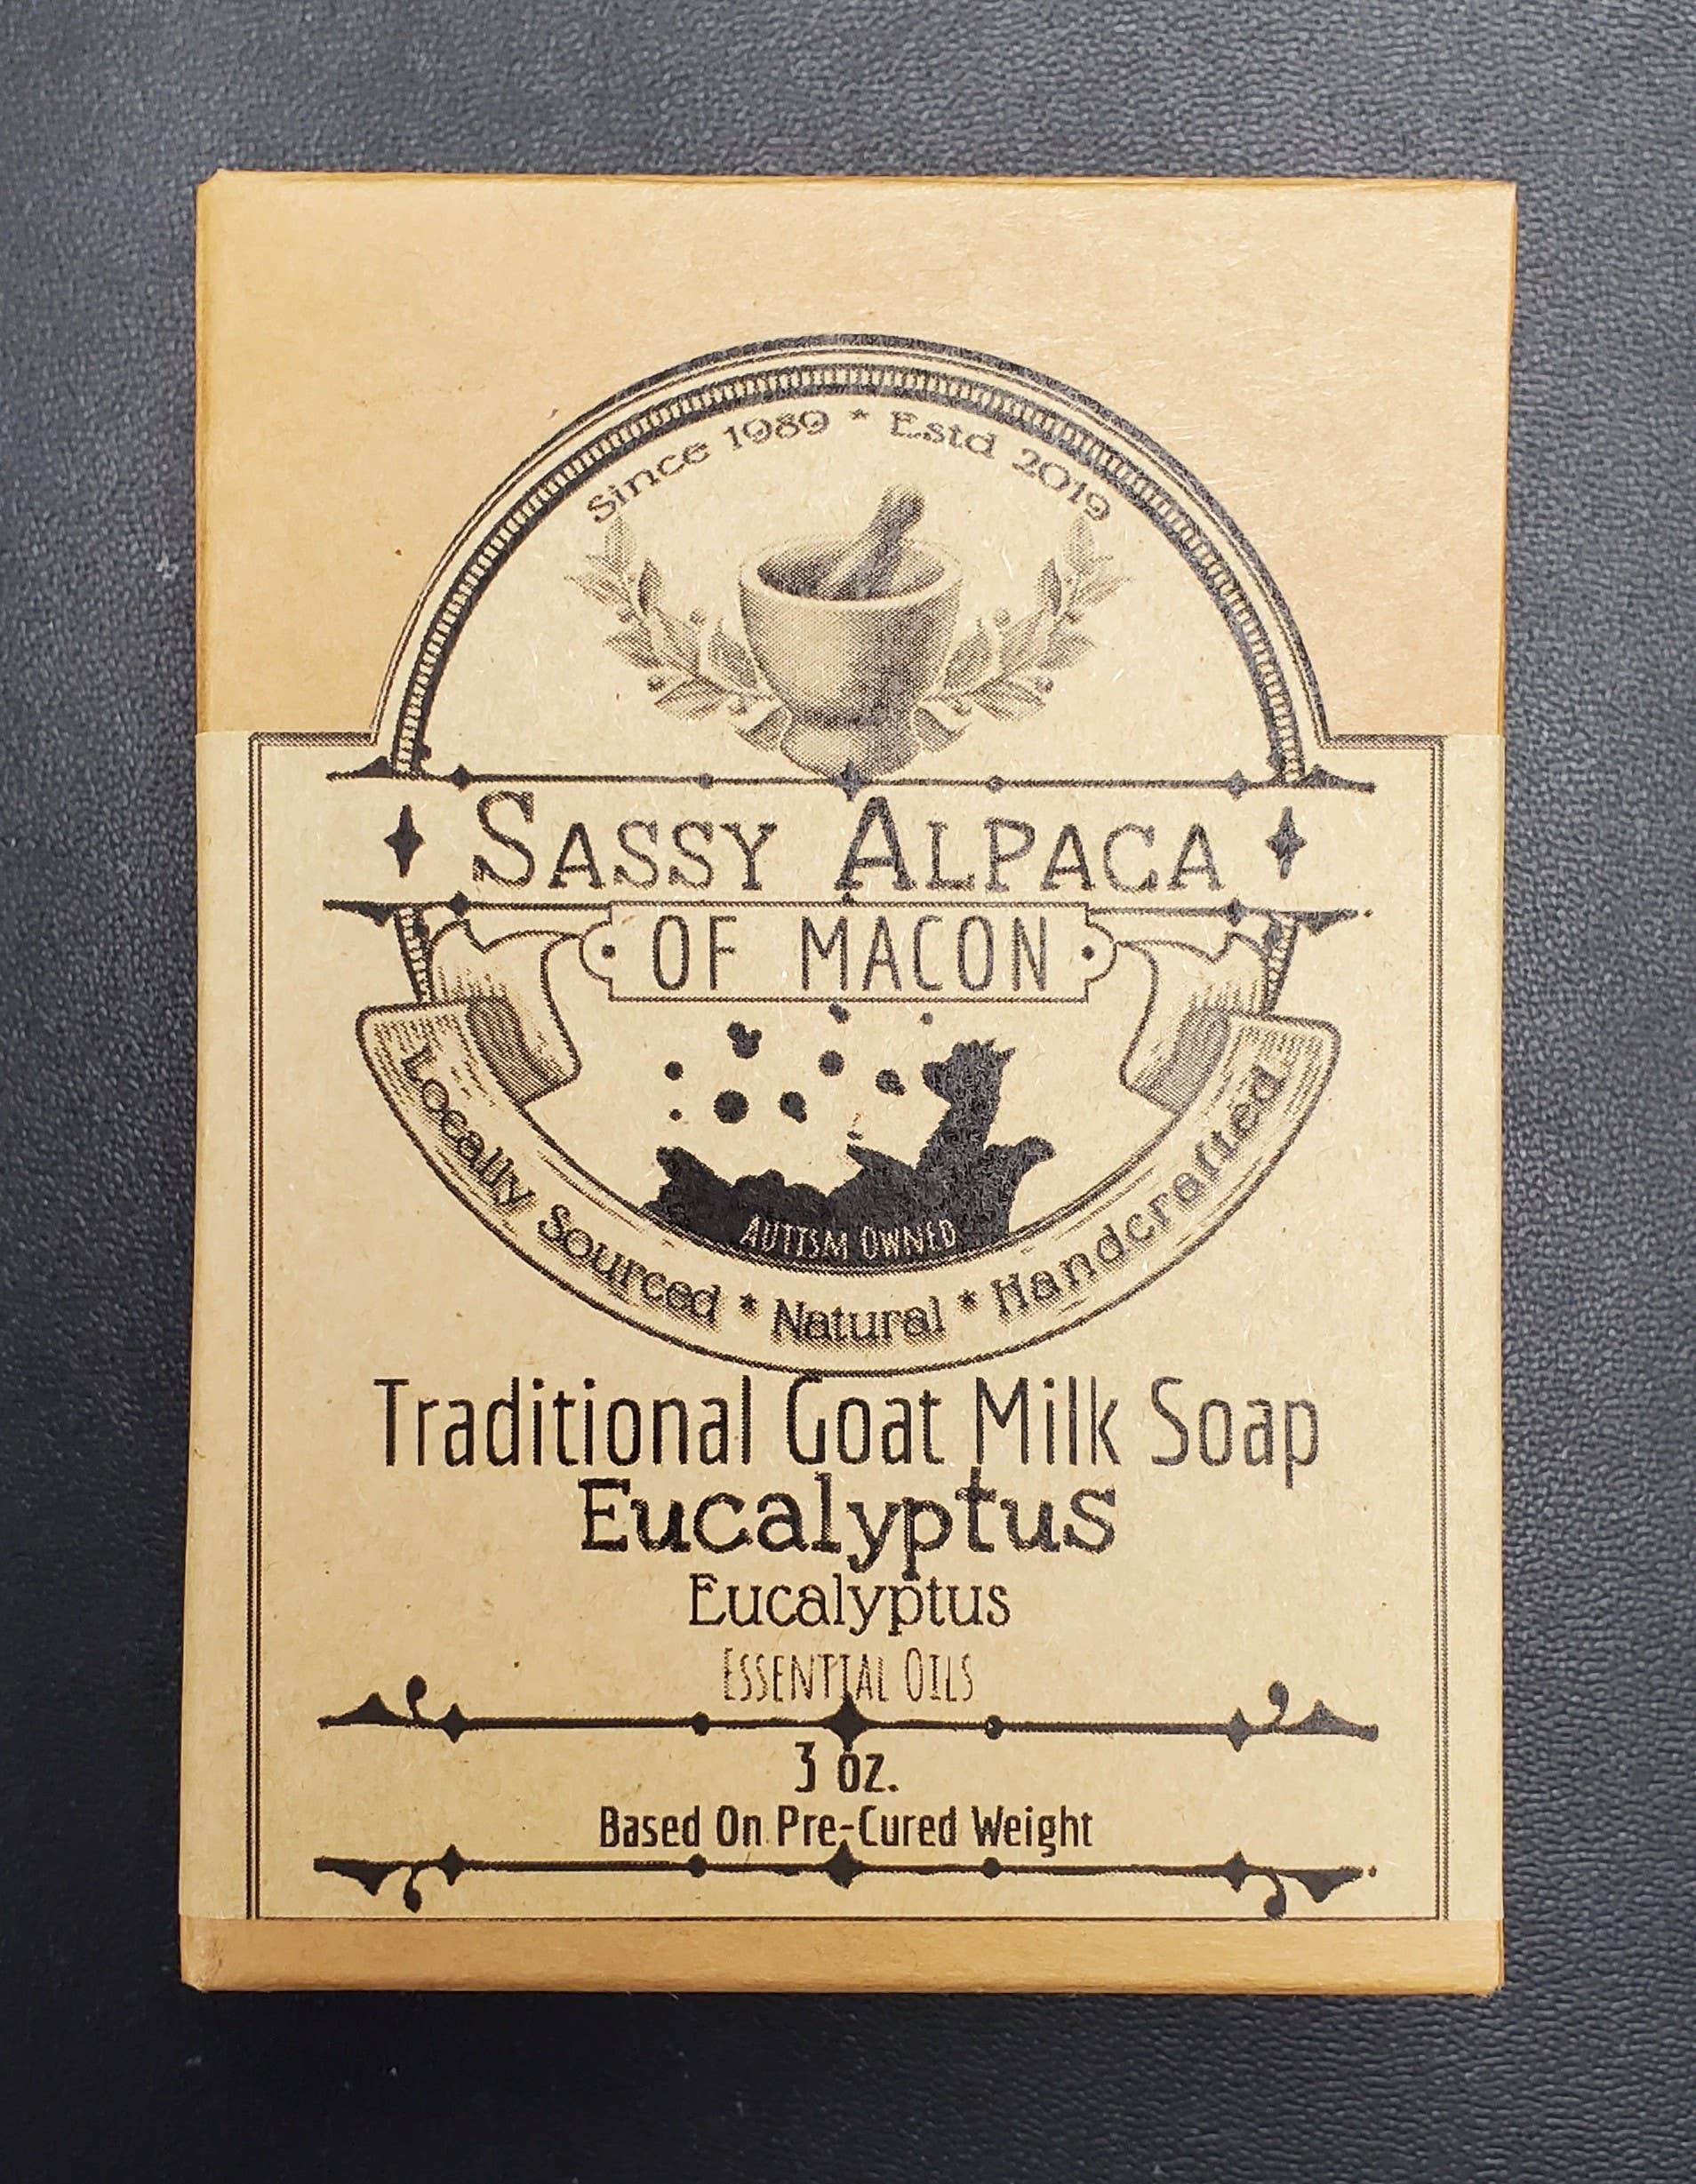 Since 1989 * Estd 2019
SASSY ALPACA
OF MACON
AUTISM OWNED
Locally Sourced * Natural * Handcrafted
Traditional Goat Milk Soap
Eucalyptus
Eucalyptus
ESSENTIAL OILS
3 oz.
Based On Pre-Cured Weight